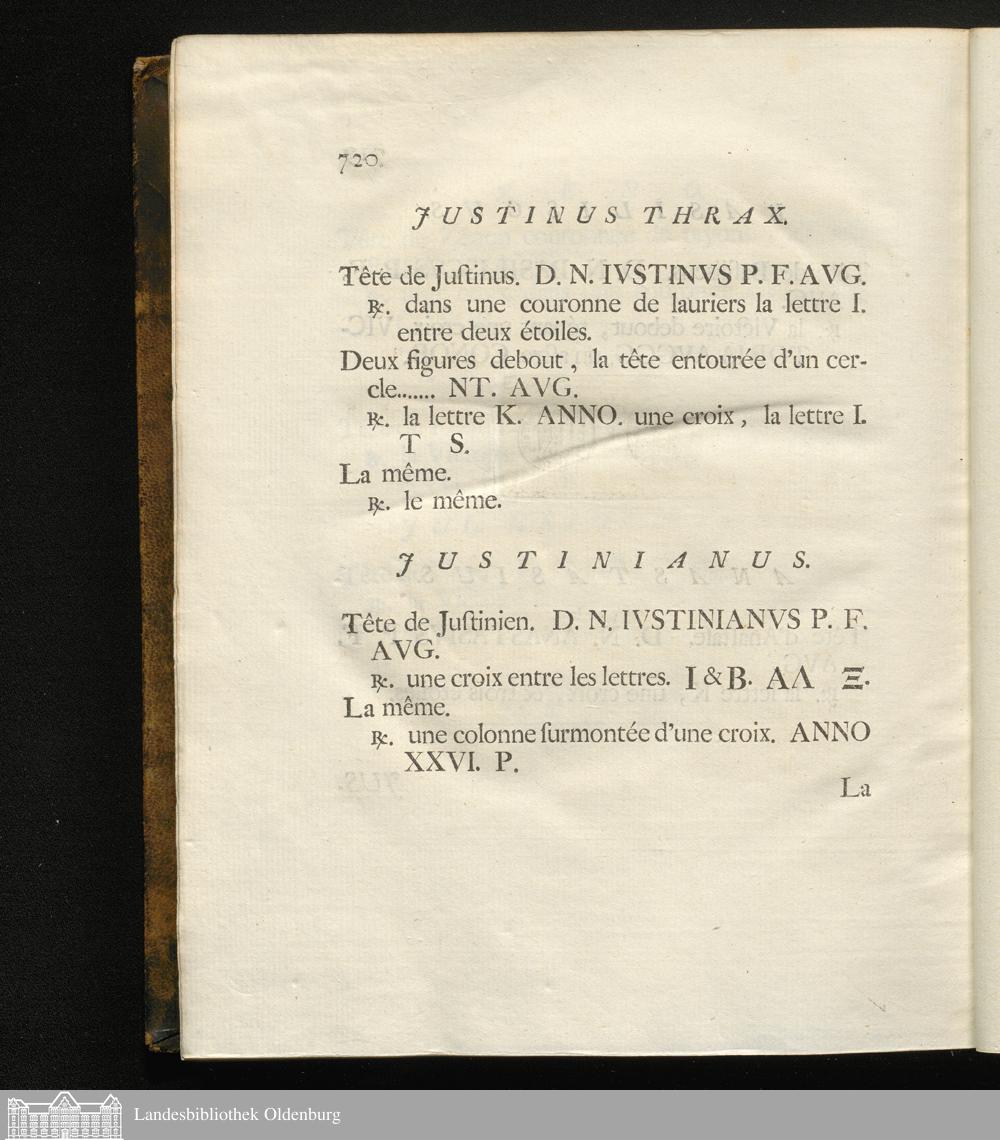 720.
JUSTINUS THRAX.
Tête de Juſtinus. D. N. IVSTINVS P. F. AVG.
℞. dans une couronne de lauriers la lettre I.
entre deux étoiles.
Deux figures debout, la tête entourée d'un cer-
cle....... NT. AVG.
℞. la lettre K. ANNO. une croix, la lettre I.
T S.
La même.
℞. le même.
JUSTINIANUS.
Tête de Juſtinien. D. N. IVSTINIANVS P. F.
AVG.
℞. une croix entre les lettres. I & B. AΛ Ξ.
La même.
℞. une colonne ſurmontée d'une croix. ANNO
XXVI. P.
La
Landesbibliothek Oldenburg